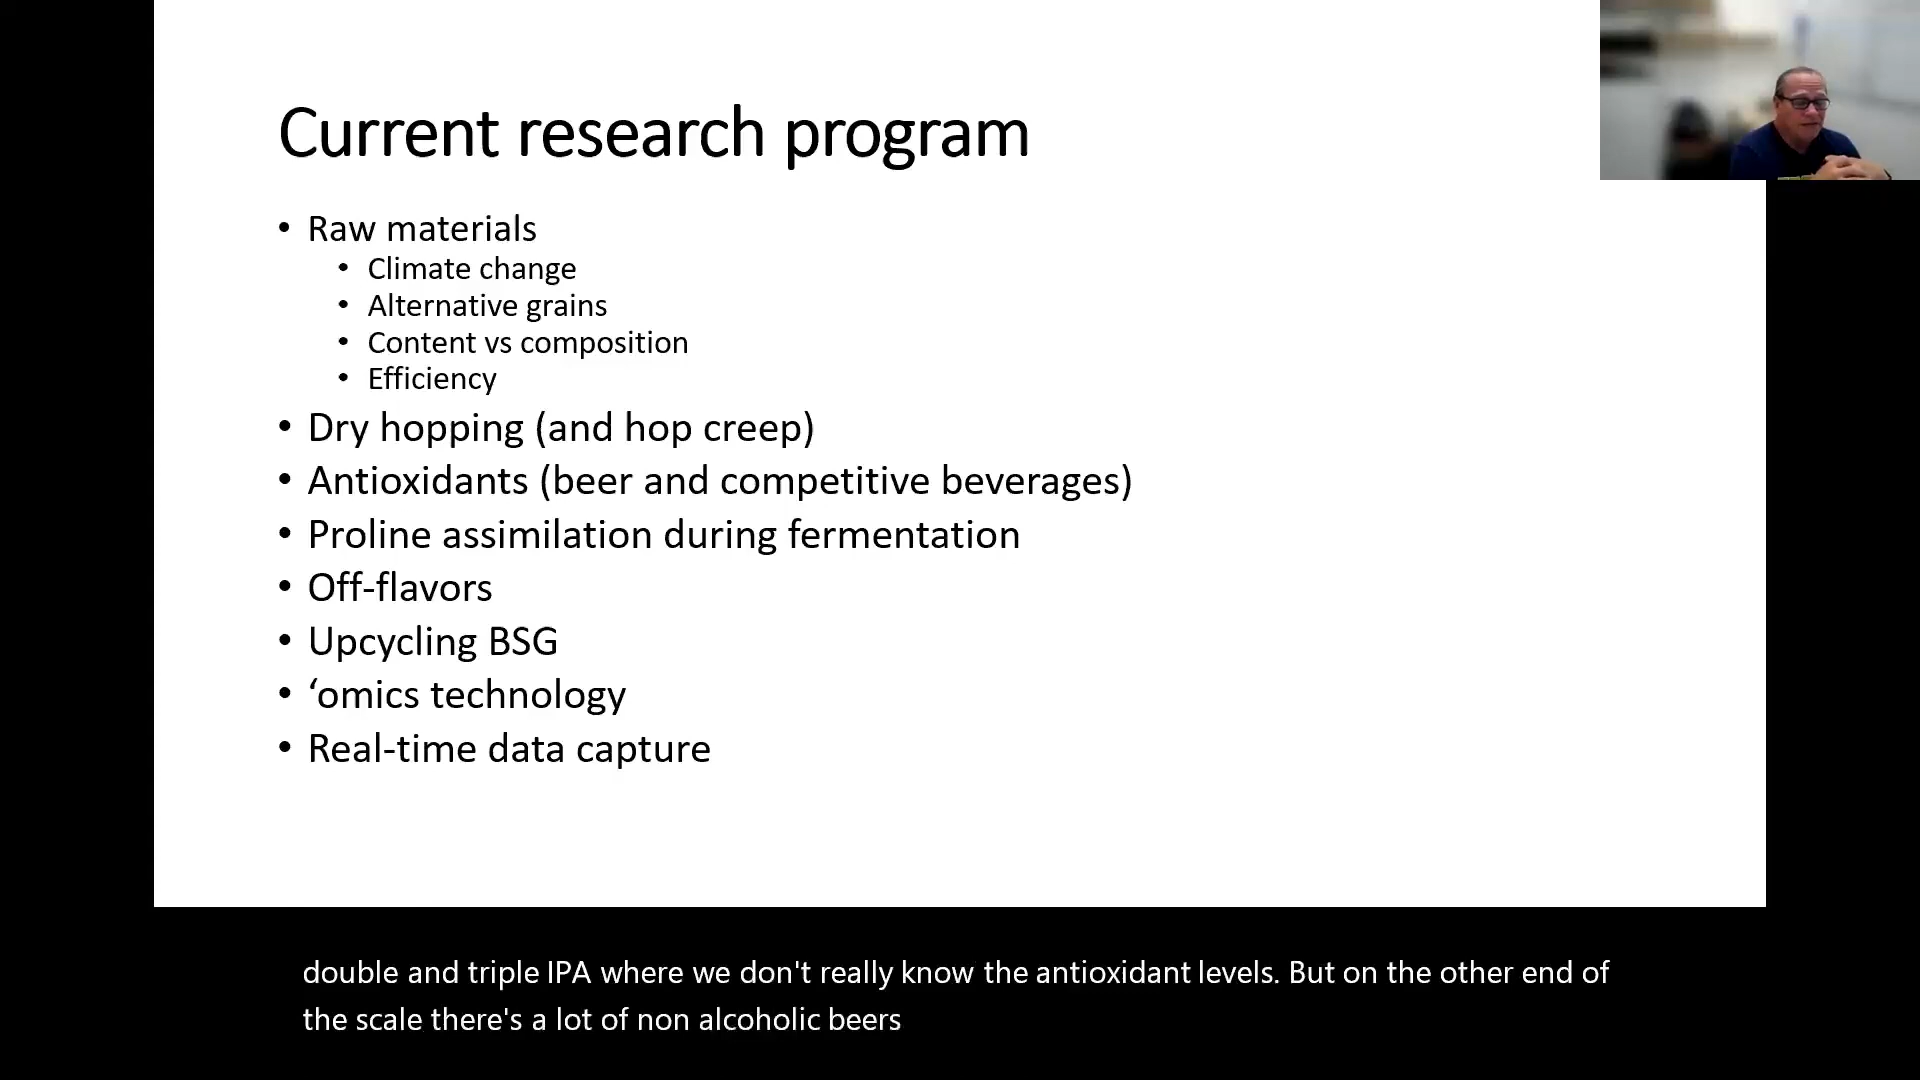 Current research program
• Raw materials
• Climate change
• Alternative grains
• Content vs composition
• Efficiency
• Dry hopping (and hop creep)
• Antioxidants (beer and competitive beverages)
• Proline assimilation during fermentation
• Off-flavors
• Upcycling BSG
• ‘omics technology
• Real-time data capture
double and triple IPA where we don't really know the antioxidant levels. But on the other end of
the scale there's a lot of non alcoholic beers